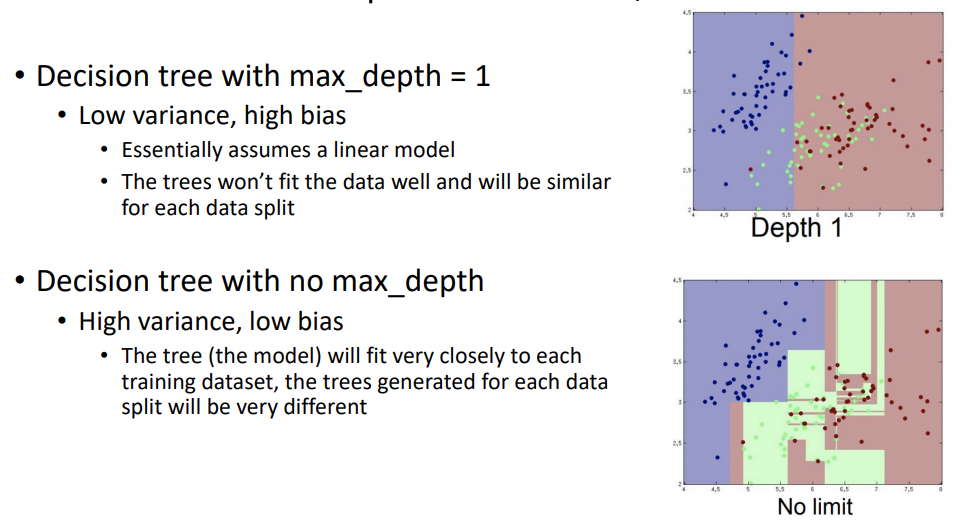 • Decision tree with max_depth = 1
• Low variance, high bias
• Essentially assumes a linear model
• The trees won't fit the data well and will be similar
for each data split
• Decision tree with no max_depth
• High variance, low bias
• The tree (the model) will fit very closely to each
training dataset, the trees generated for each data
split will be very different
4,5
4
3,5
3
2,5
2
4
4,5
5
5,5
6
6,5
7
7,5
8
Depth 1
4,5
4
3,5
3
2,5
2
4
4,5
5
5,5
6
6,5
7
7,5
8
No limit